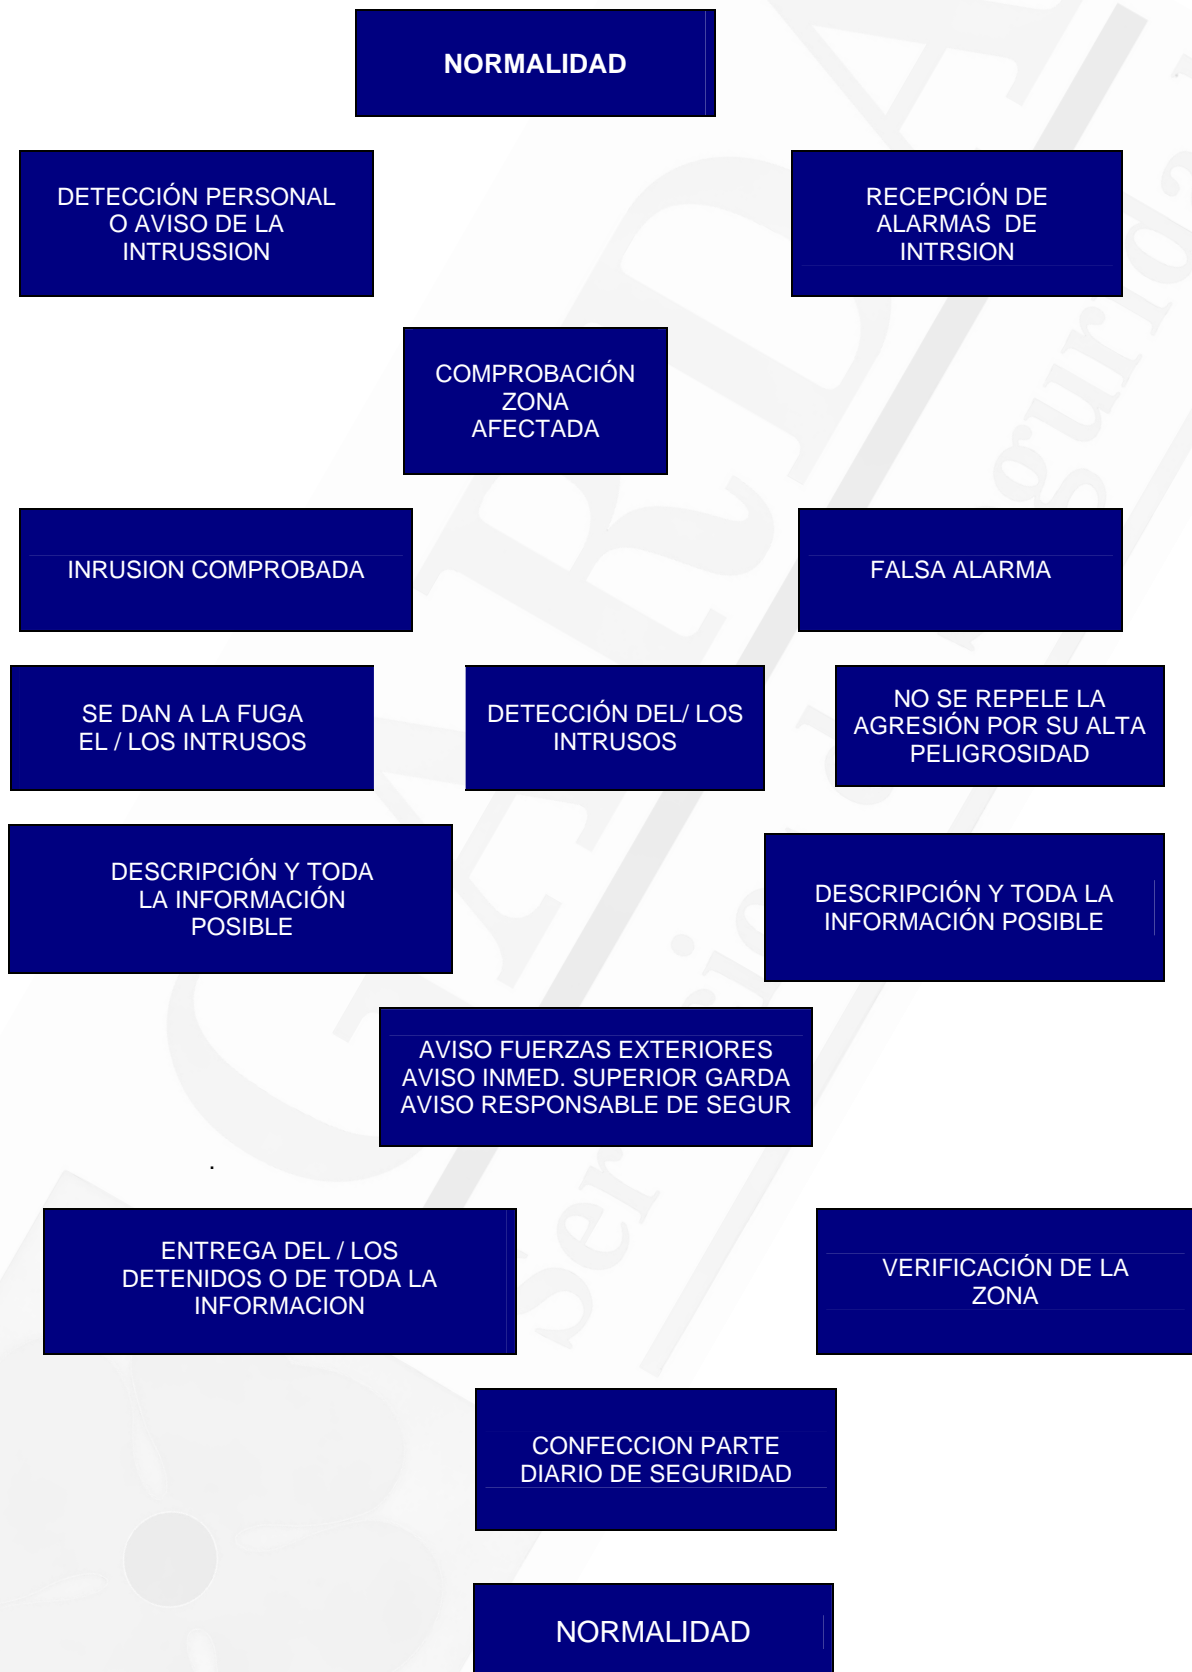 NORMALIDAD
DETECCIÓN PERSONAL
O AVISO DE LA
INTRUSSION
RECEPCIÓN DE
ALARMAS DE
INTRSION
COMPROBACIÓN
ZONA
AFECTADA
INRUSION COMPROBADA
FALSA ALARMA
SE DAN A LA FUGA
EL / LOS INTRUSOS
DETECCIÓN DEL/ LOS
INTRUSOS
NO SE REPELE LA
AGRESIÓN POR SU ALTA
PELIGROSIDAD
DESCRIPCIÓN Y TODA
LA INFORMACIÓN
POSIBLE
DESCRIPCIÓN Y TODA LA
INFORMACIÓN POSIBLE
AVISO FUERZAS EXTERIORES
AVISO INMED. SUPERIOR GARDA
AVISO RESPONSABLE DE SEGUR
.
ENTREGA DEL / LOS
DETENIDOS O DE TODA LA
INFORMACION
VERIFICACIÓN DE LA
ZONA
CONFECCION PARTE
DIARIO DE SEGURIDAD
NORMALIDAD